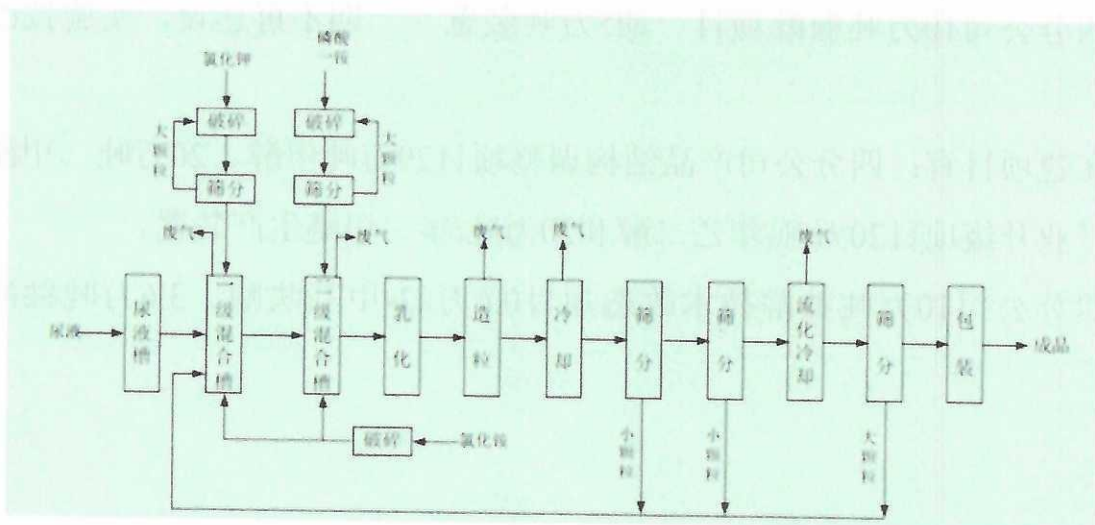 氯化钾
磷酸
一铵
破碎
破碎
大颗粒
大颗粒
筛分
筛分
废气
废气
废气
废气
废气
尿液
尿液槽
一级混合槽
二级混合槽
乳化
造粒
冷却
筛分
筛分
流化冷却
筛分
包装
成品
破碎
氯化铵
小颗粒
小颗粒
大颗粒